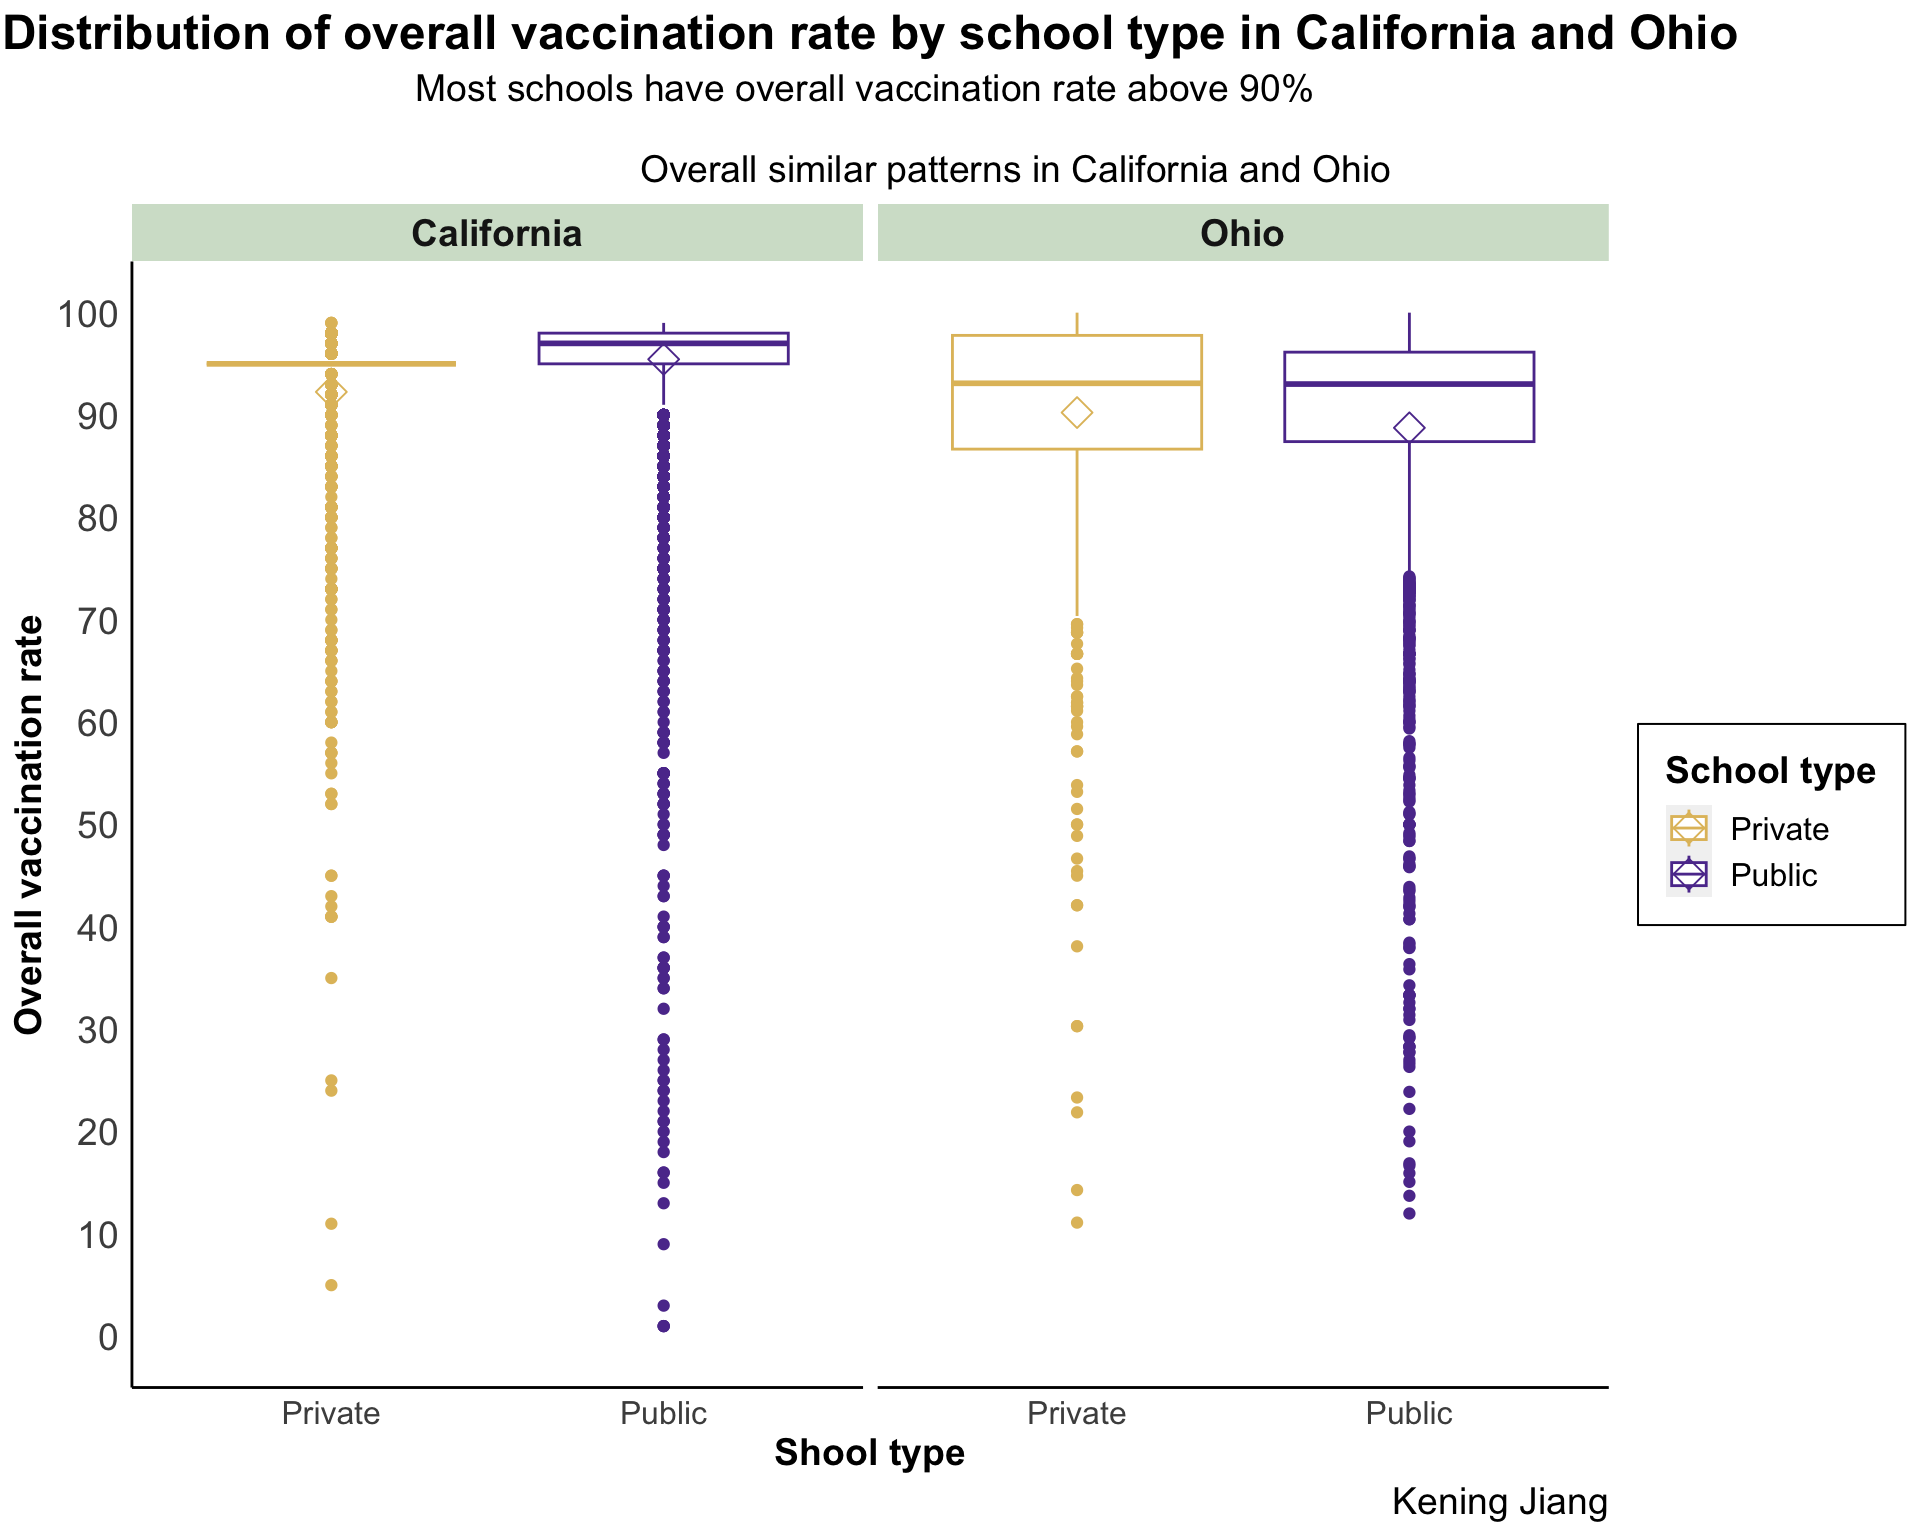 Distribution of overall vaccination rate by school type in California and Ohio
Most schools have overall vaccination rate above 90%
Overall similar patterns in California and Ohio
California
Ohio
Overall vaccination rate
100
90
80
70
60
50
40
30
20
10
0
Private
Public
Private
Public
Shool type
School type
Private
Public
Kening Jiang